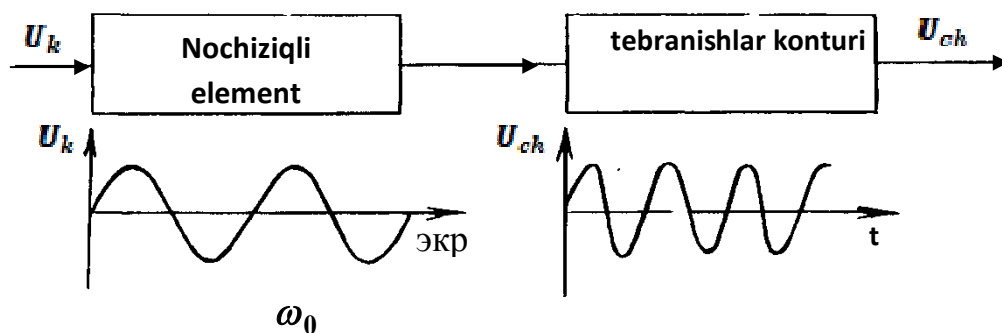 U_k
Nochiziqli
element
tebranishlar konturi
U_ch
U_k
экр
ω_0
U_ch
t